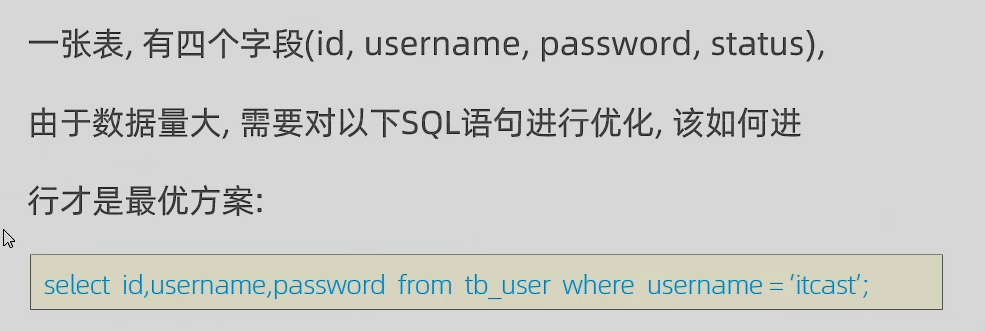 一张表, 有四个字段(id, username, password, status),
由于数据量大, 需要对以下SQL语句进行优化, 该如何进
行才是最优方案:
select id,username,password from tb_user where username = ‘itcast’;